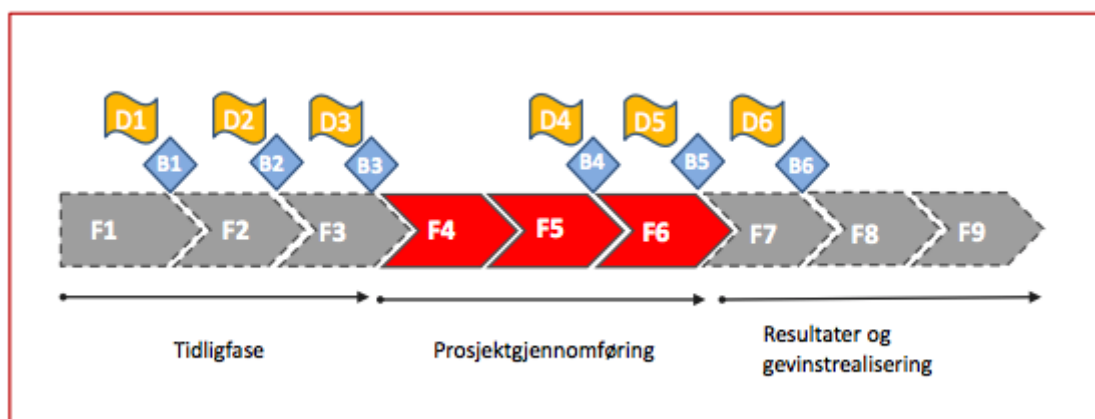 D1 D2 D3 D4 D5 D6
B1 B2 B3 B4 B5 B6
F1 F2 F3 F4 F5 F6 F7 F8 F9
Tidligfase
Prosjektgjennomføring
Resultater og
gevinstrealisering